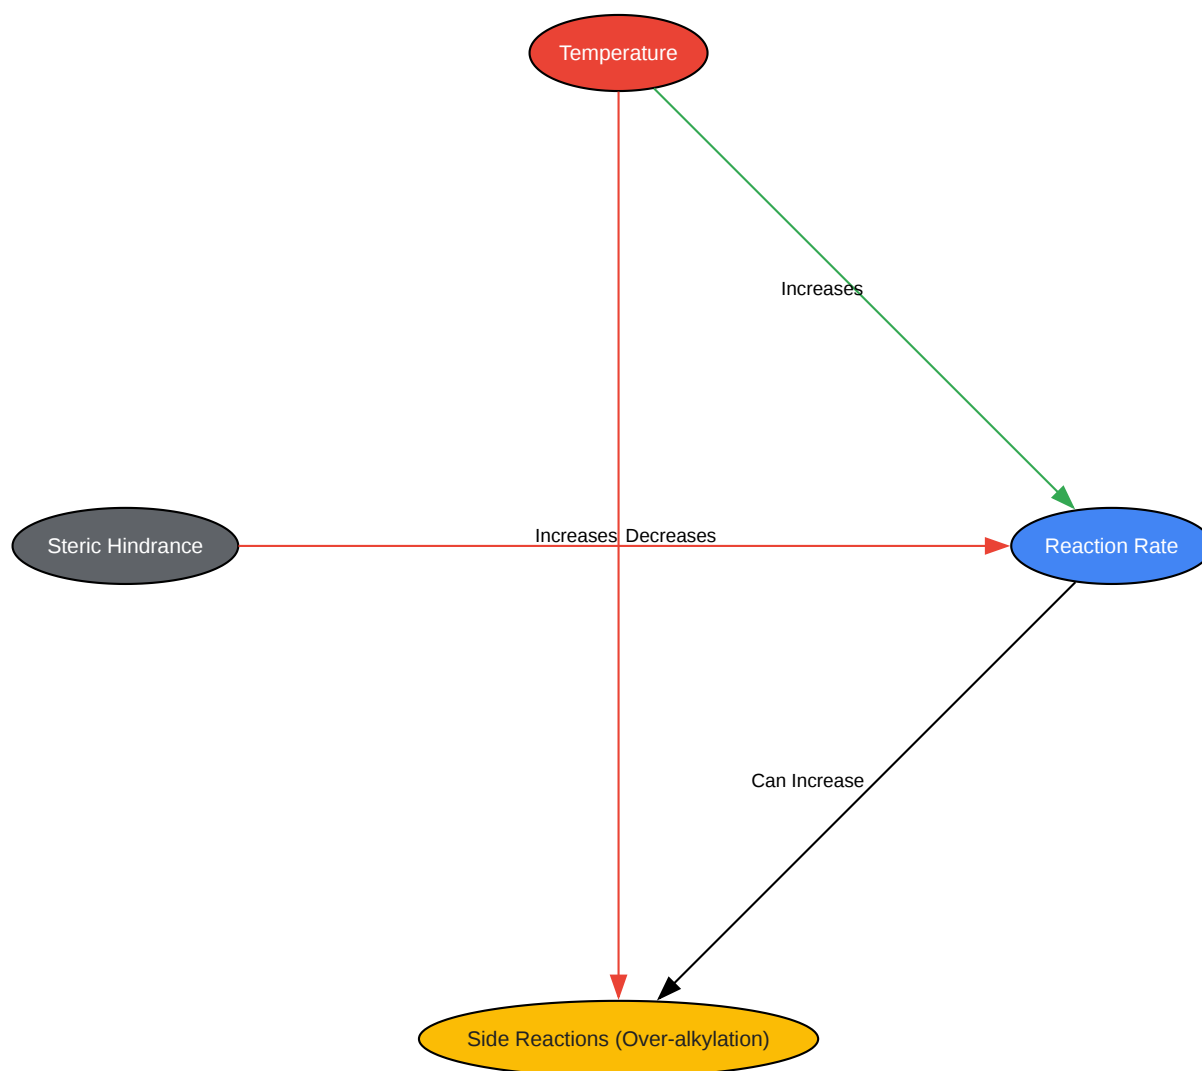 Temperature
Increases
Increases Decreases
Steric Hindrance
Reaction Rate
Can Increase
Side Reactions (Over-alkylation)